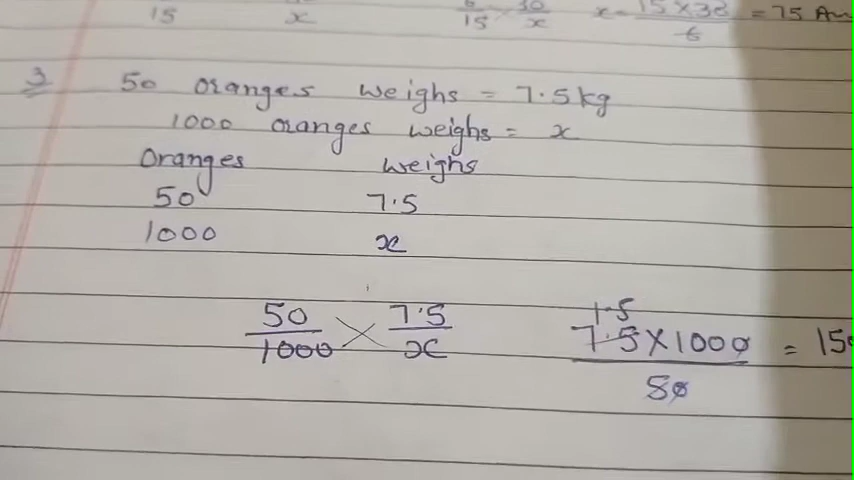 15 x 15 x x = 15 x 30 / 6 = 75 An
3 50 oranges weighs = 7.5 kg
1000 oranges weighs = x
Oranges weighs
50 7.5
1000 x
50/1000 × 7.5/x 1.5 7.5 x 1000 / 50 = 15